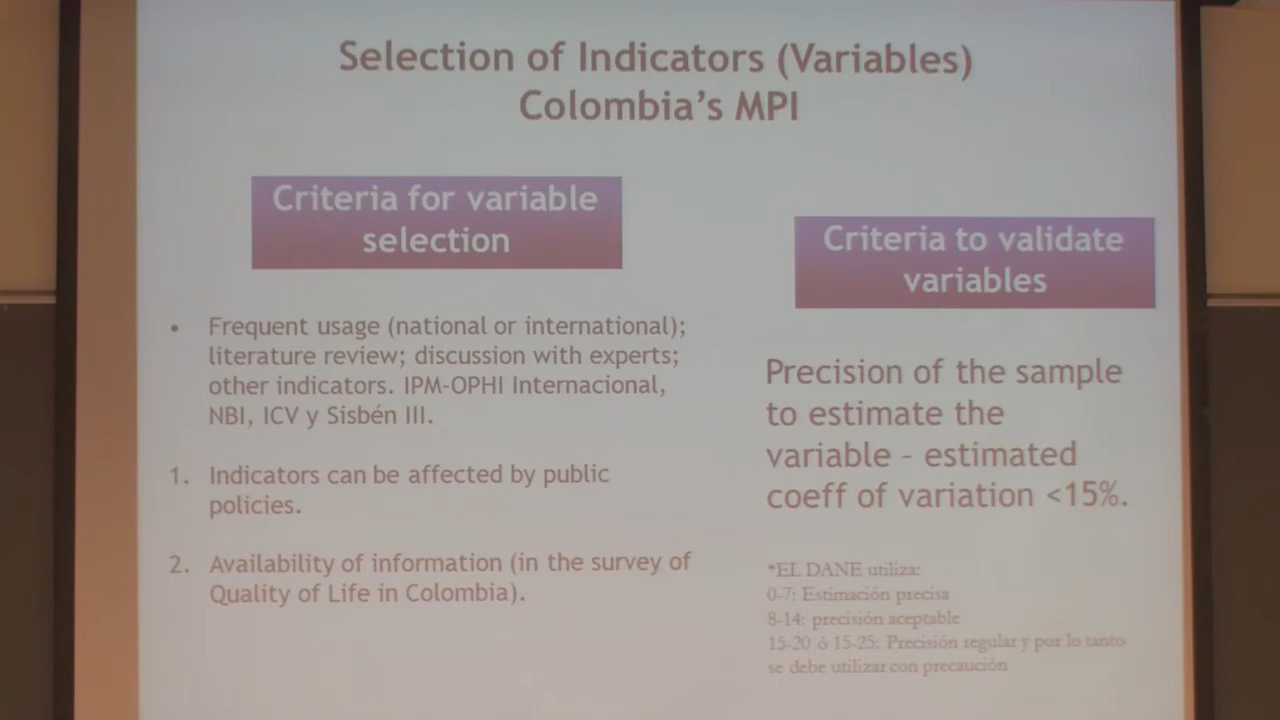 Selection of Indicators (Variables)
Colombia's MPI
Criteria for variable
selection
• Frequent usage (national or international);
literature review; discussion with experts;
other indicators. IPM-OPHI Internacional,
NBI, ICV y Sisbén III.
1. Indicators can be affected by public
policies.
2. Availability of information (in the survey of
Quality of Life in Colombia).
Criteria to validate
variables
Precision of the sample
to estimate the
variable - estimated
coeff of variation <15%.
*EL DANE utiliza:
0-7: Estimación precisa
8-14: precisión aceptable
15-20 ó 15-25: Precisión regular y por lo tanto
se debe utilizar con precaución